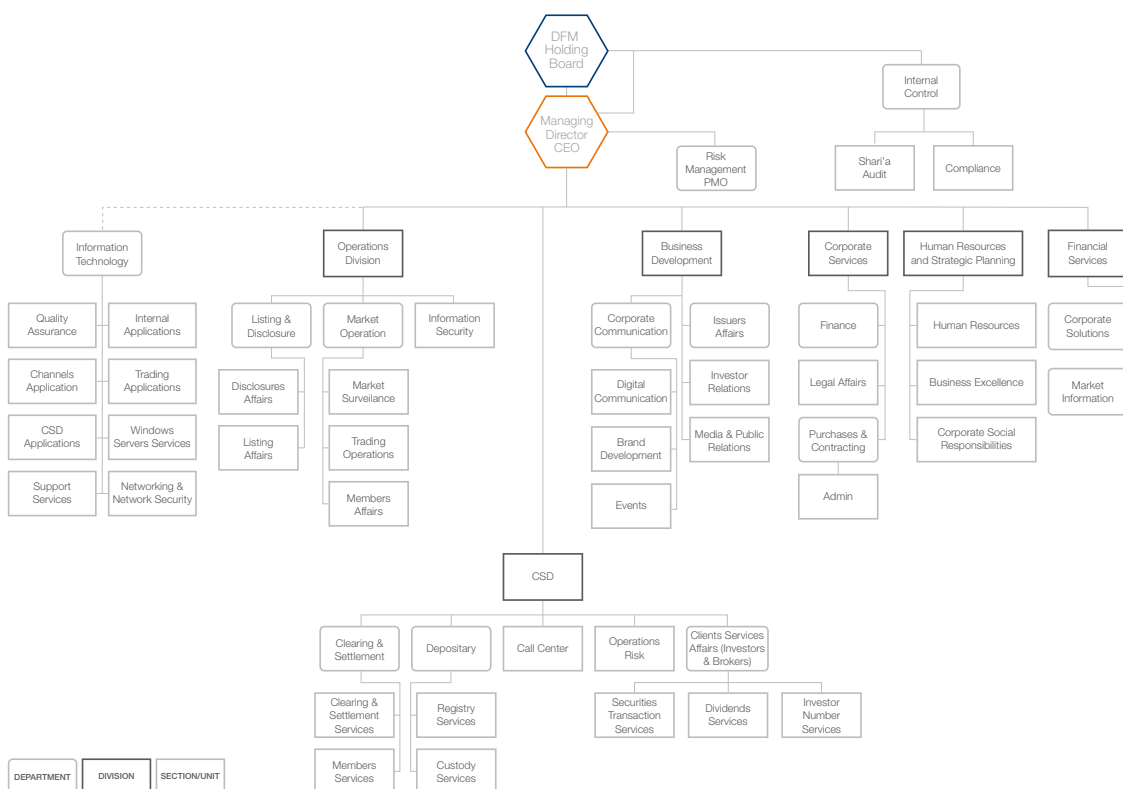 DFM
Holding
Board
Managing
Director
CEO
Internal
Control
Risk
Management
PMO
Shari'a
Audit
Compliance
Information
Technology
Operations
Division
Business
Development
Corporate
Services
Human Resources
and Strategic Planning
Financial
Services
Quality
Assurance
Internal
Applications
Channels
Application
Trading
Applications
CSD
Applications
Windows
Servers Services
Support
Services
Networking &
Network Security
Listing &
Disclosure
Market
Operation
Information
Security
Disclosures
Affairs
Listing
Affairs
Market
Surveilance
Trading
Operations
Members
Affairs
Corporate
Communication
Issuers
Affairs
Digital
Communication
Investor
Relations
Brand
Development
Media & Public
Relations
Events
Finance
Legal Affairs
Purchases &
Contracting
Admin
Human Resources
Business Excellence
Corporate Social
Responsibilities
Corporate
Solutions
Market
Information
CSD
Clearing &
Settlement
Depositary
Call Center
Operations
Risk
Clients Services
Affairs (Investors
& Brokers)
Clearing &
Settlement
Services
Members
Services
Registry
Services
Custody
Services
Securities
Transaction
Services
Dividends
Services
Investor
Number
Services
DEPARTMENT
DIVISION
SECTION/UNIT